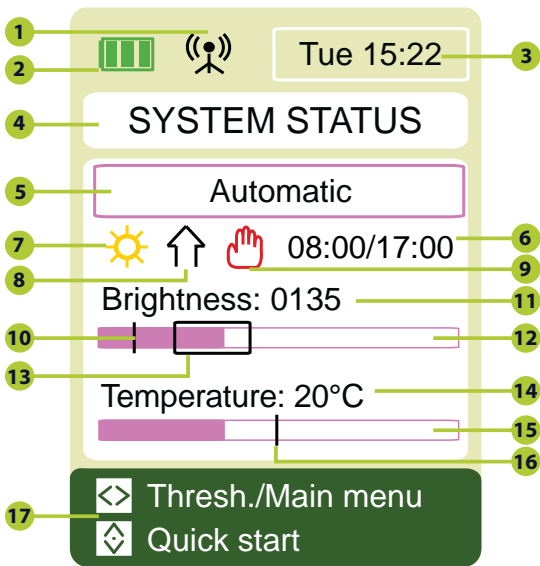 1
2
Tue 15:22
3
4
SYSTEM STATUS
5
Automatic
6
7
08:00/17:00
8
9
Brightness: 0135
11
10
12
13
Temperature: 20°C
14
15
16
17
Thresh./Main menu
Quick start